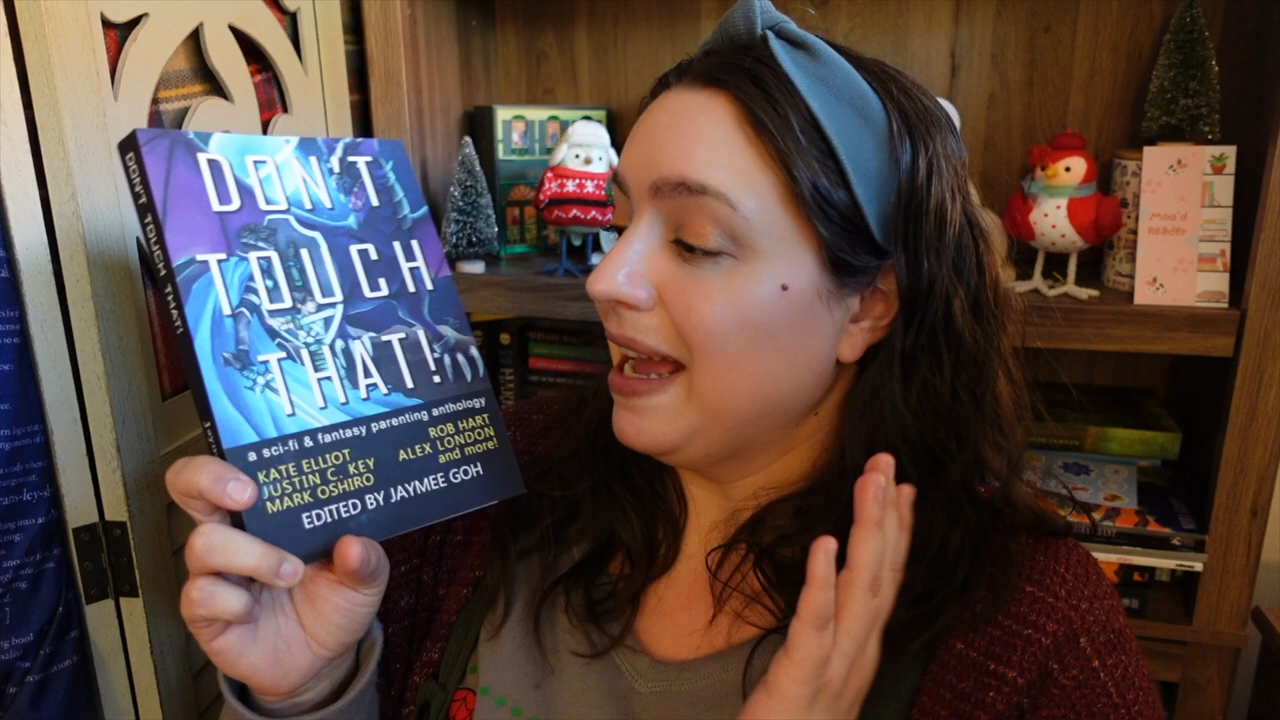 DON'T
TOUCH
THAT!
a sci-fi & fantasy parenting anthology
KATE ELLIOT
JUSTIN C. KEY
MARK OSHIRO
ROB HART
ALEX LONDON
and more!
EDITED BY JAYMEE GOH
DON'T TOUCH THAT!
Moo'd
Reader